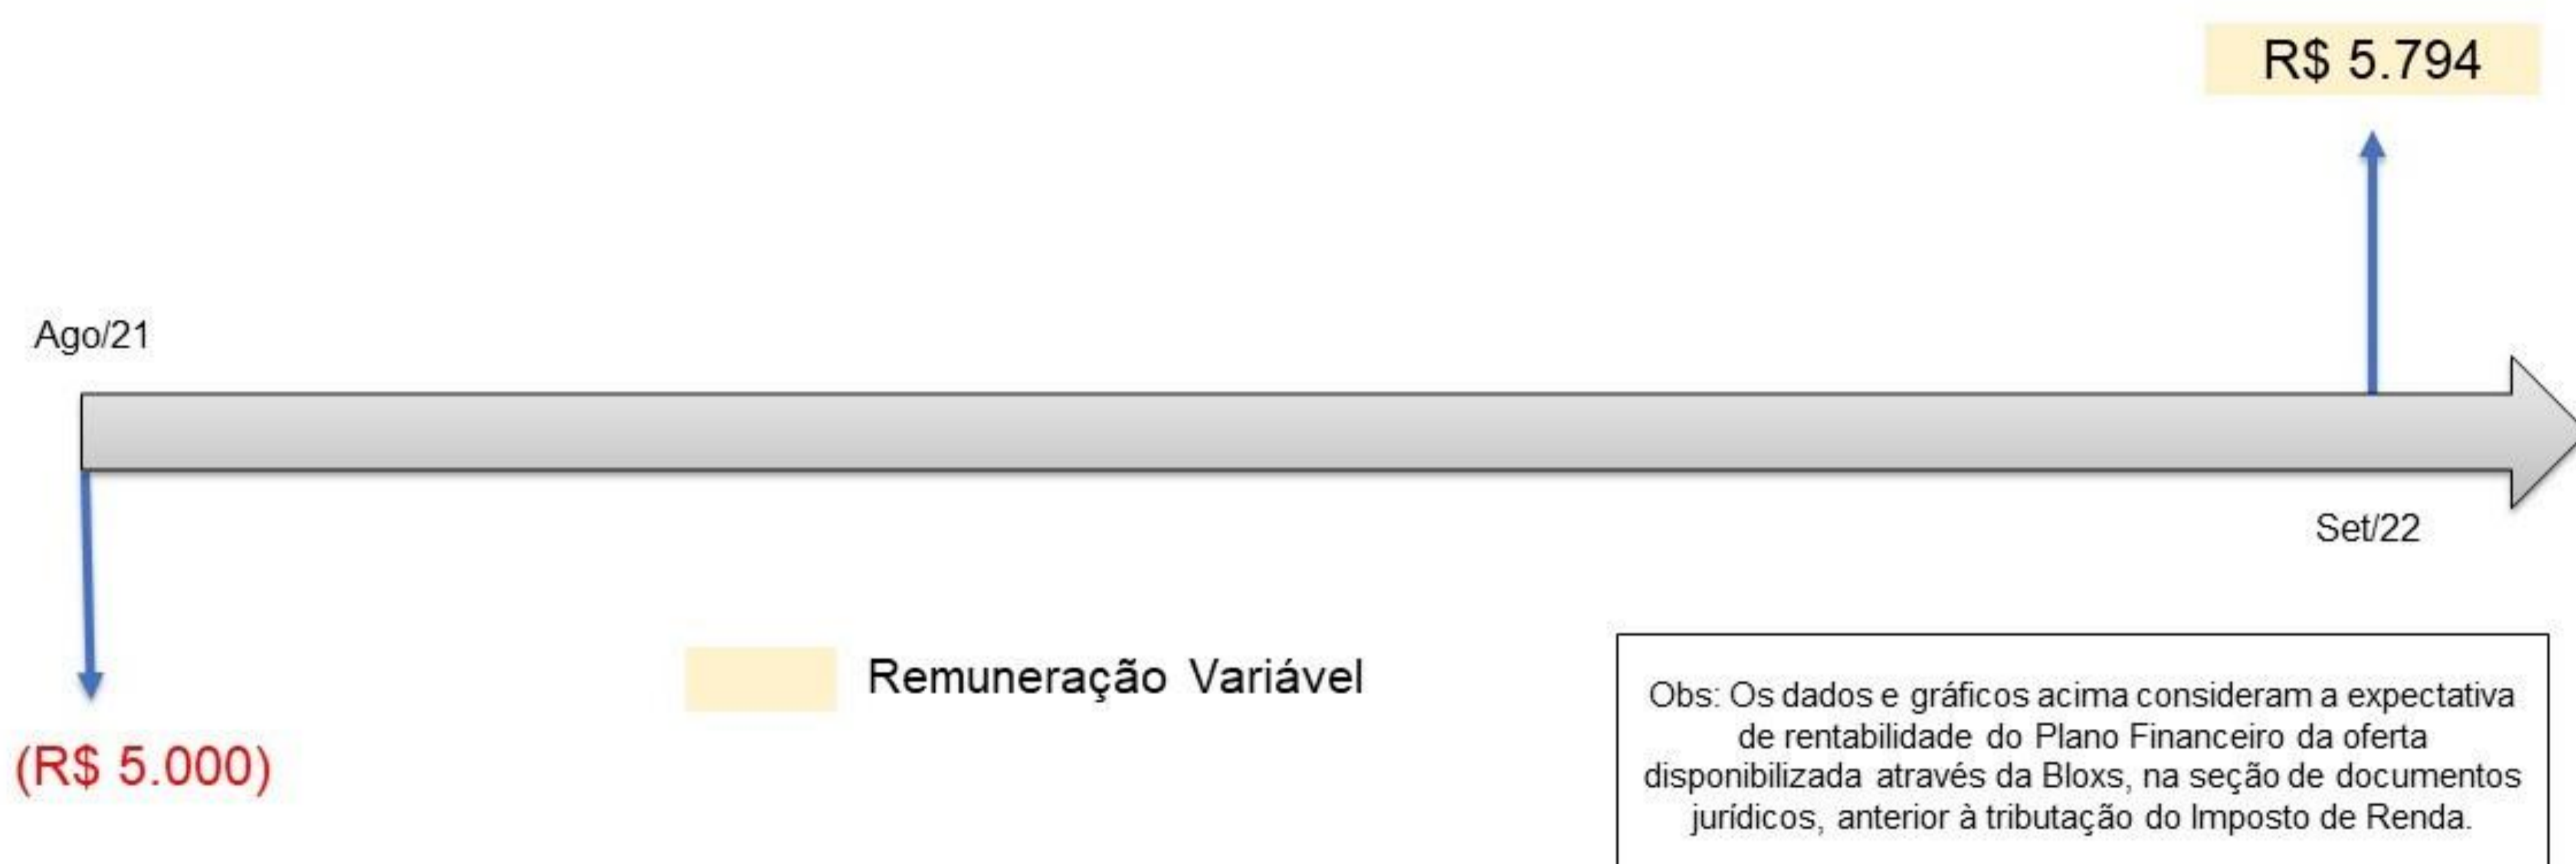 R$ 5.794
Ago/21
Set/22
Remuneração Variável
(R$ 5.000)
Obs: Os dados e gráficos acima consideram a expectativa
de rentabilidade do Plano Financeiro da oferta
disponibilizada através da Bloxs, na seção de documentos
jurídicos, anterior à tributação do Imposto de Renda.